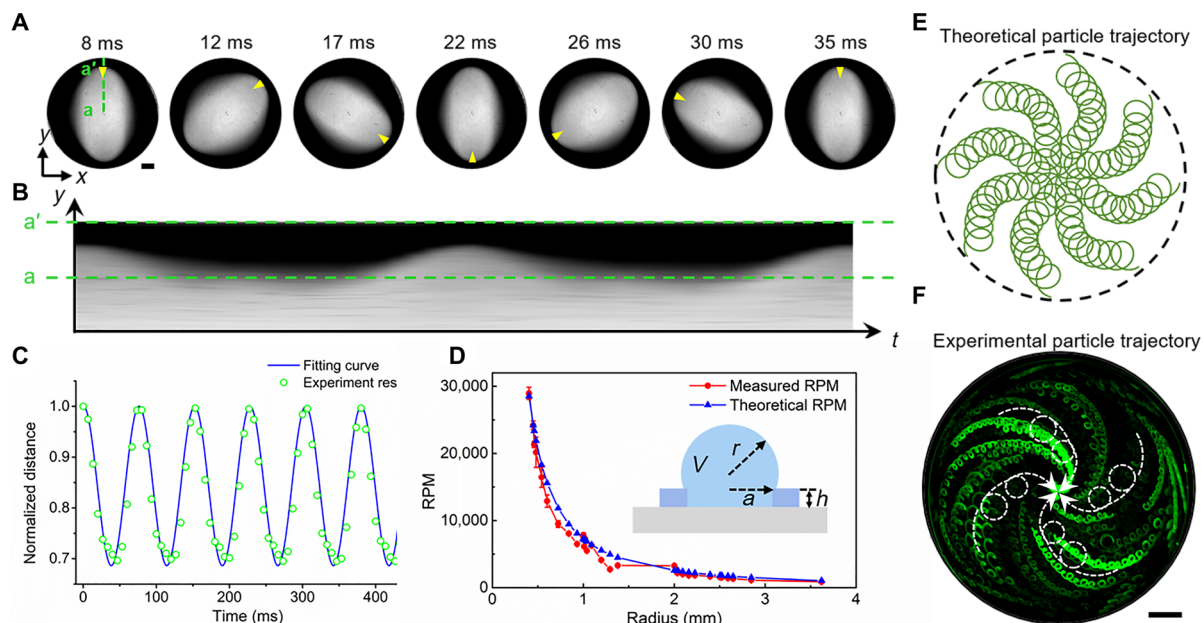 A
8 ms
12 ms
17 ms
22 ms
26 ms
30 ms
35 ms
a′
a
y
x
B
y
a′
a
t
C
Fitting curve
Experiment res
1.0
0.9
0.8
0.7
Normalized distance
0
100
200
300
400
Time (ms)
D
Measured RPM
Theoretical RPM
30,000
20,000
10,000
0
RPM
V
r
a
h
0
1
2
3
4
Radius (mm)
E
Theoretical particle trajectory
F
Experimental particle trajectory